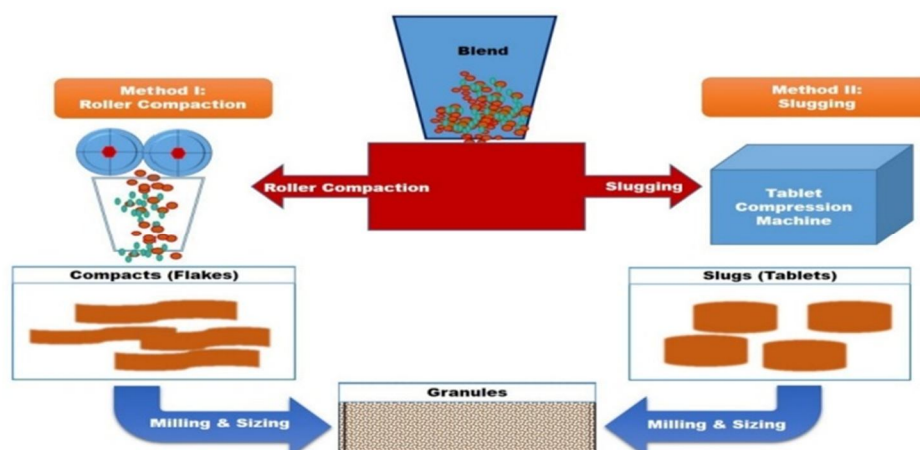 Blend
Method I:
Roller Compaction
Method II:
Slugging
Roller Compaction
Slugging
Tablet
Compression
Machine
Compacts (Flakes)
Slugs (Tablets)
Granules
Milling & Sizing
Milling & Sizing